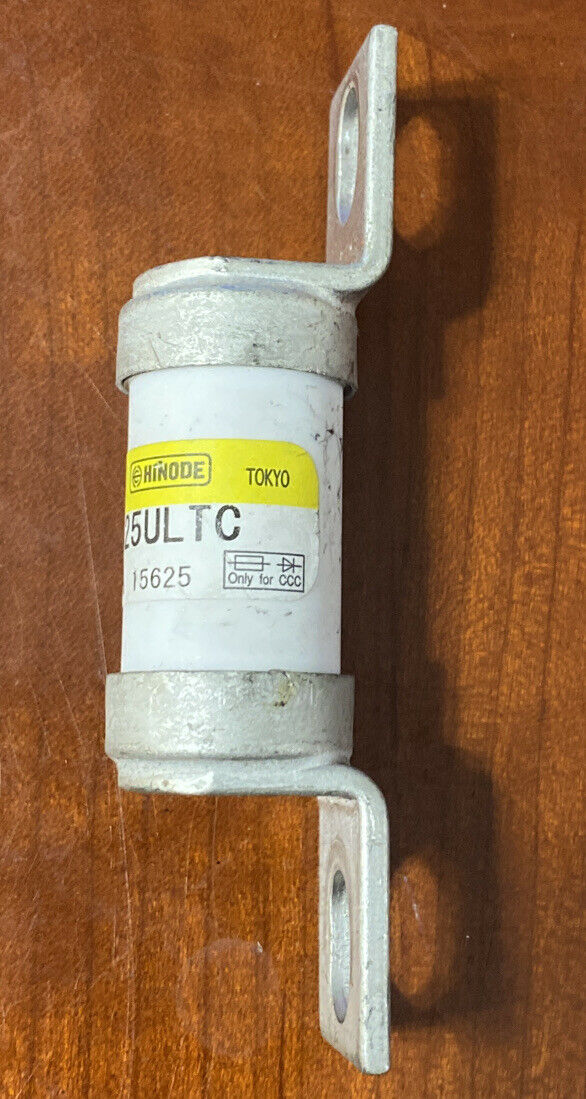 HINODE TOKYO
25ULTC
15625
Only for CCC